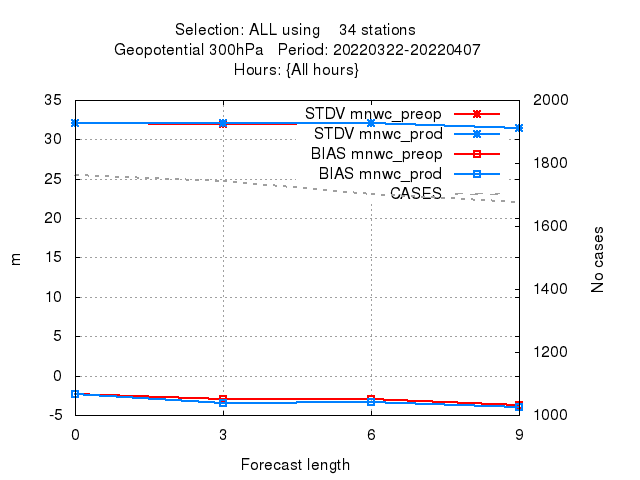 Selection: ALL using    34 stations
Geopotential 300hPa   Period: 20220322-20220407
Hours: {All hours}
35
30
25
20
15
10
5
0
-5
2000
1800
1600
1400
1200
1000
STDV mnwc_preop
STDV mnwc_prod
BIAS mnwc_preop
BIAS mnwc_prod
CASES
m
No cases
0
3
6
9
Forecast length